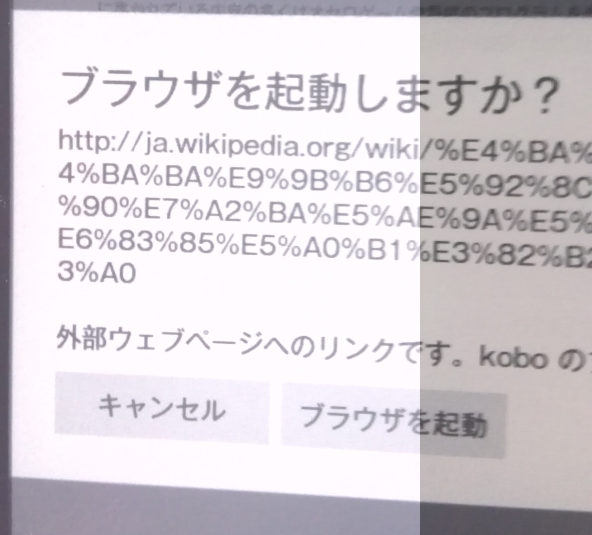 ブラウザを起動しますか？
http://ja.wikipedia.org/wiki/%E4%BA%
4%BA%BA%E9%9B%B6%E5%92%8C
%90%E7%A2%BA%E5%AE%9A%E5%
E6%83%85%E5%A0%B1%E3%82%B2
3%A0
外部ウェブページへのリンクです。kobo の
キャンセル
ブラウザを起動